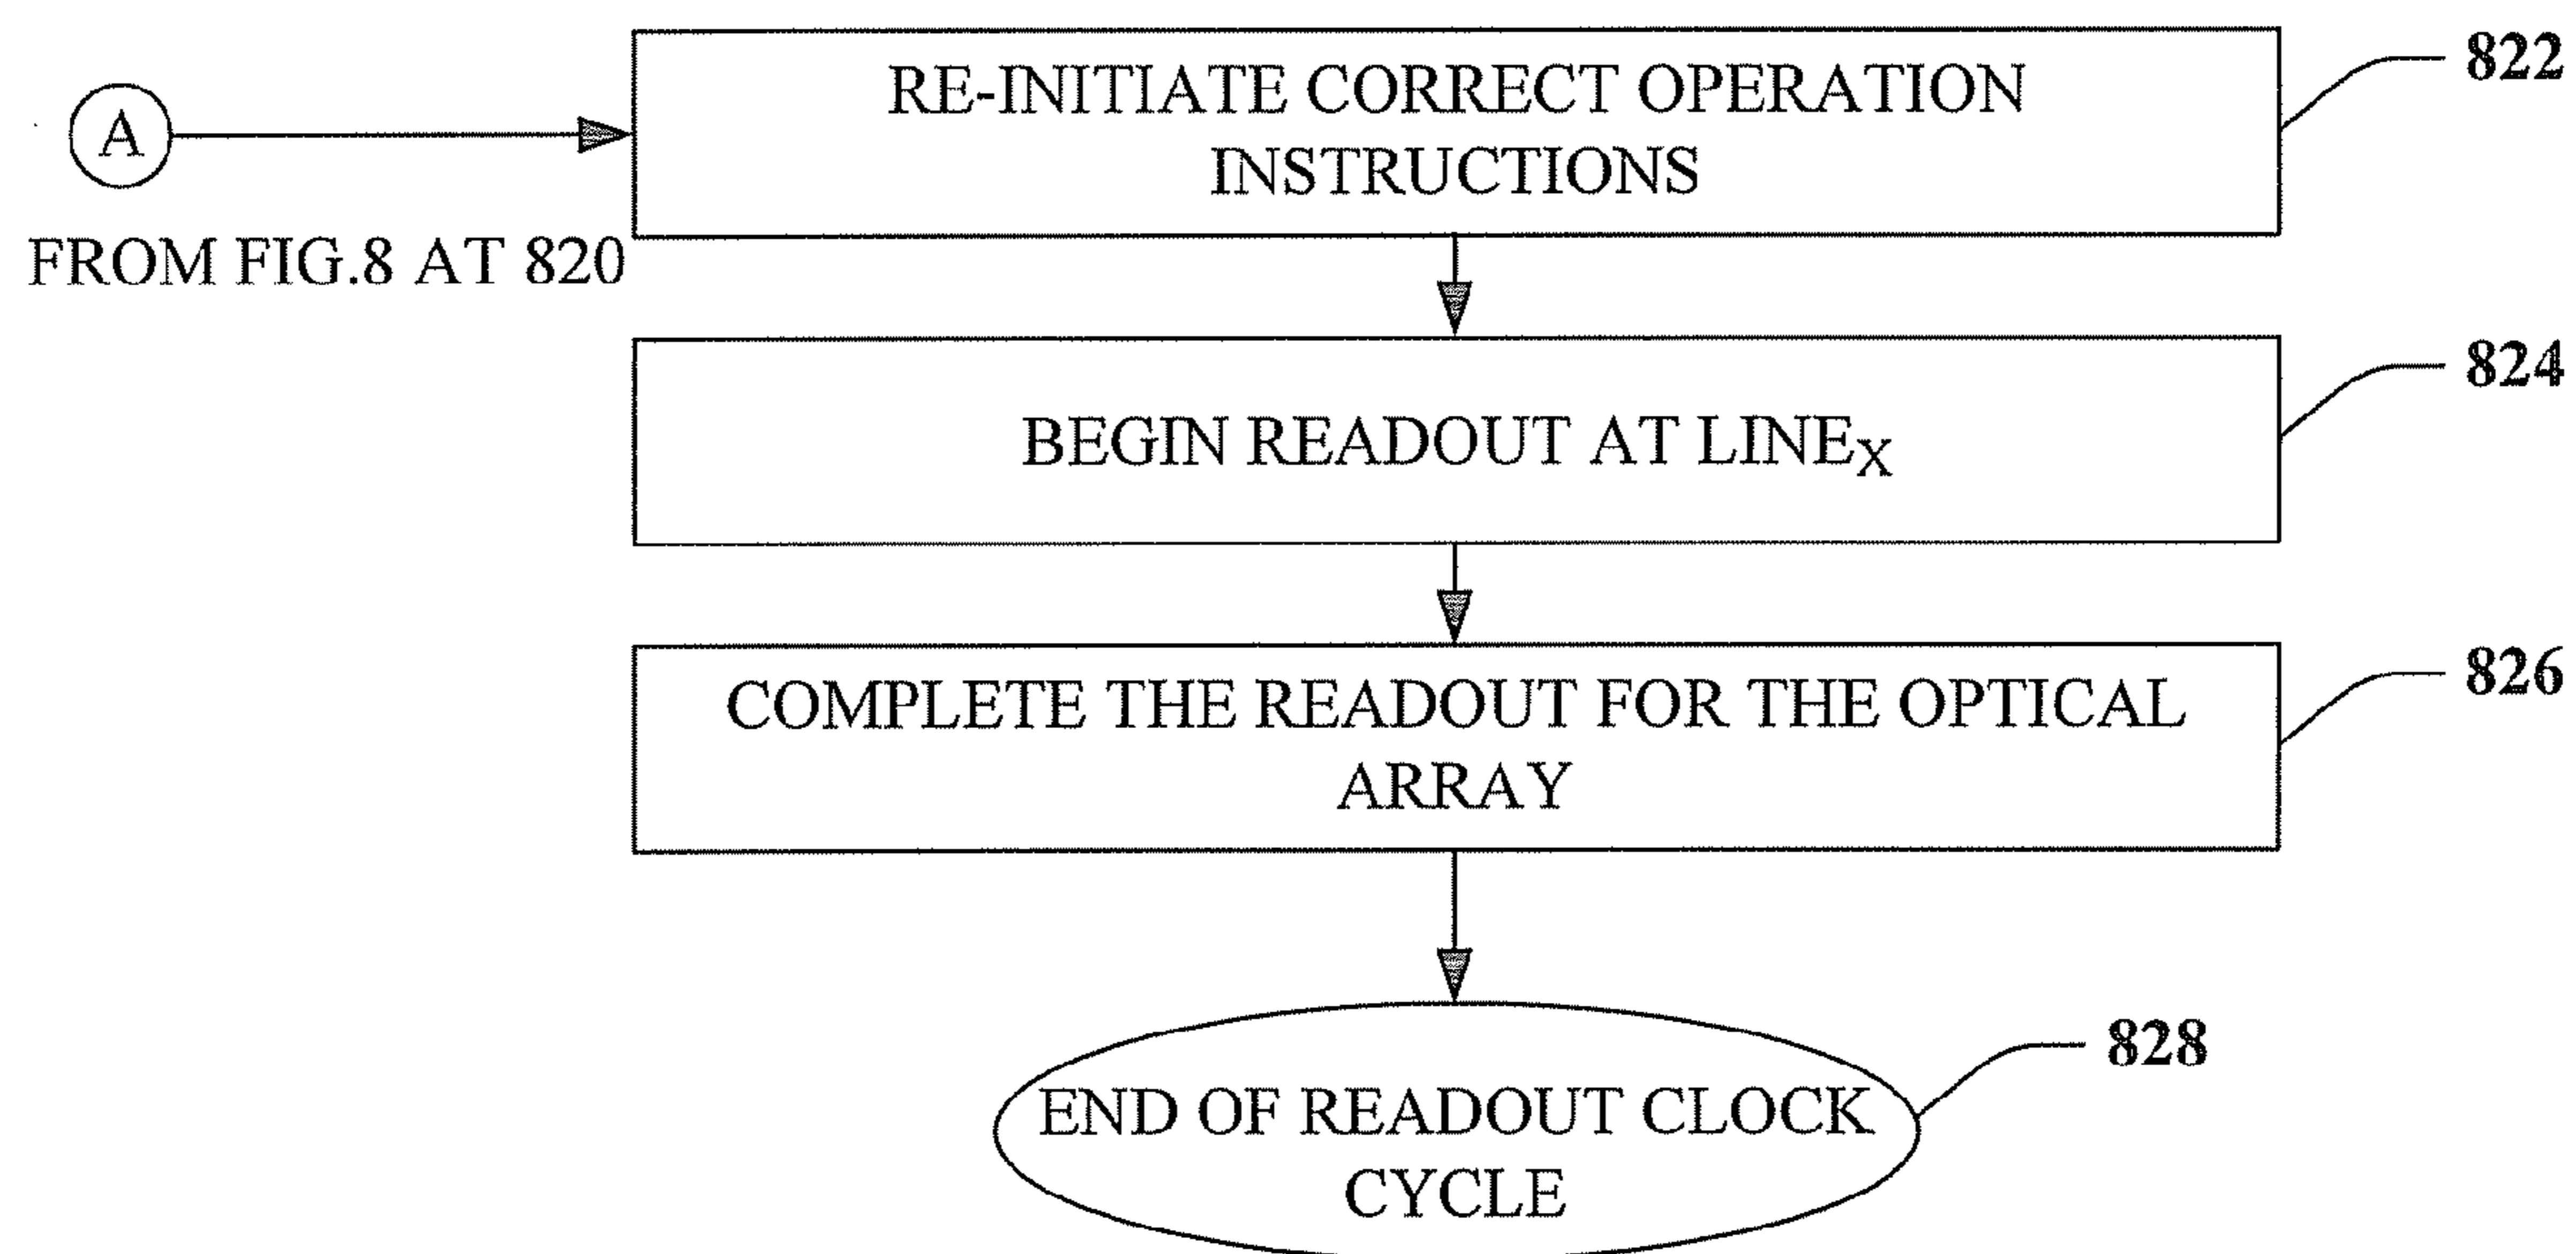 A
FROM FIG.8 AT 820
RE-INITIATE CORRECT OPERATION
INSTRUCTIONS
822
BEGIN READOUT AT LINEX
824
COMPLETE THE READOUT FOR THE OPTICAL
ARRAY
826
END OF READOUT CLOCK
CYCLE
828